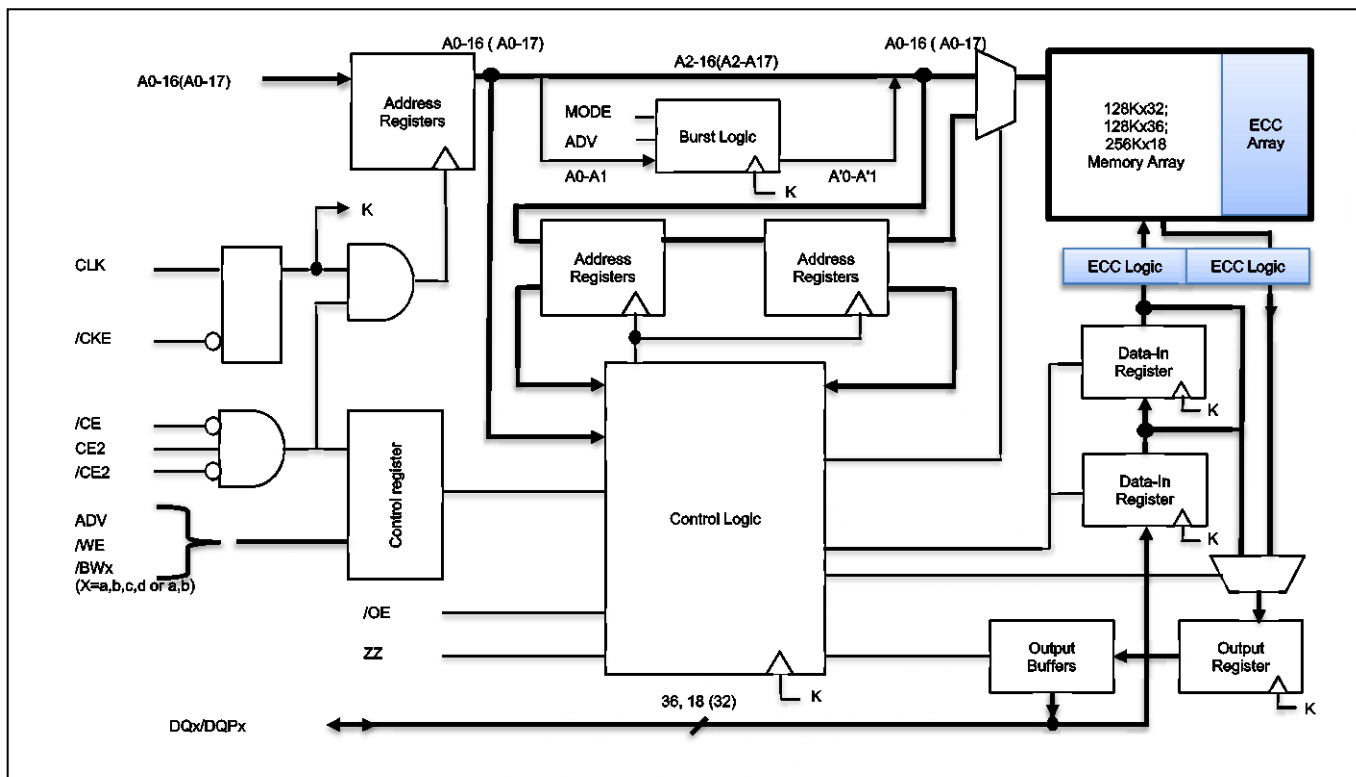 A0-16 ( A0-17)
A0-16 ( A0-17)
A2-16(A2-A17)
A0-16(A0-17)
Address
Registers
MODE
ADV
Burst Logic
A0-A1
A'0-A'1
K
128Kx32;
128Kx36;
256Kx18
Memory Array
ECC
Array
K
CLK
/CKE
Address
Registers
Address
Registers
ECC Logic
ECC Logic
Data-In
Register
K
/CE
CE2
/CE2
Control register
Control Logic
Data-In
Register
K
ADV
/WE
/BWx
(X=a,b,c,d or a,b)
/OE
ZZ
K
Output
Buffers
Output
Register
K
36, 18 (32)
DQx/DQPx